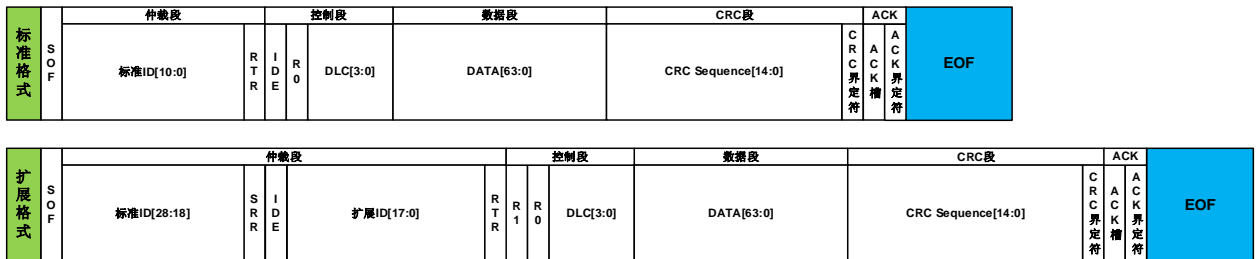 标准格式
SOF
仲裁段
控制段
数据段
CRC段
ACK
标准ID[10:0]
RTR
IDE
R0
DLC[3:0]
DATA[63:0]
CRC Sequence[14:0]
CRC界定符
ACK槽
ACK界定符
EOF
扩展格式
SOF
仲裁段
控制段
数据段
CRC段
ACK
标准ID[28:18]
SRR
IDE
扩展ID[17:0]
RTR
R1
R0
DLC[3:0]
DATA[63:0]
CRC Sequence[14:0]
CRC界定符
ACK槽
ACK界定符
EOF